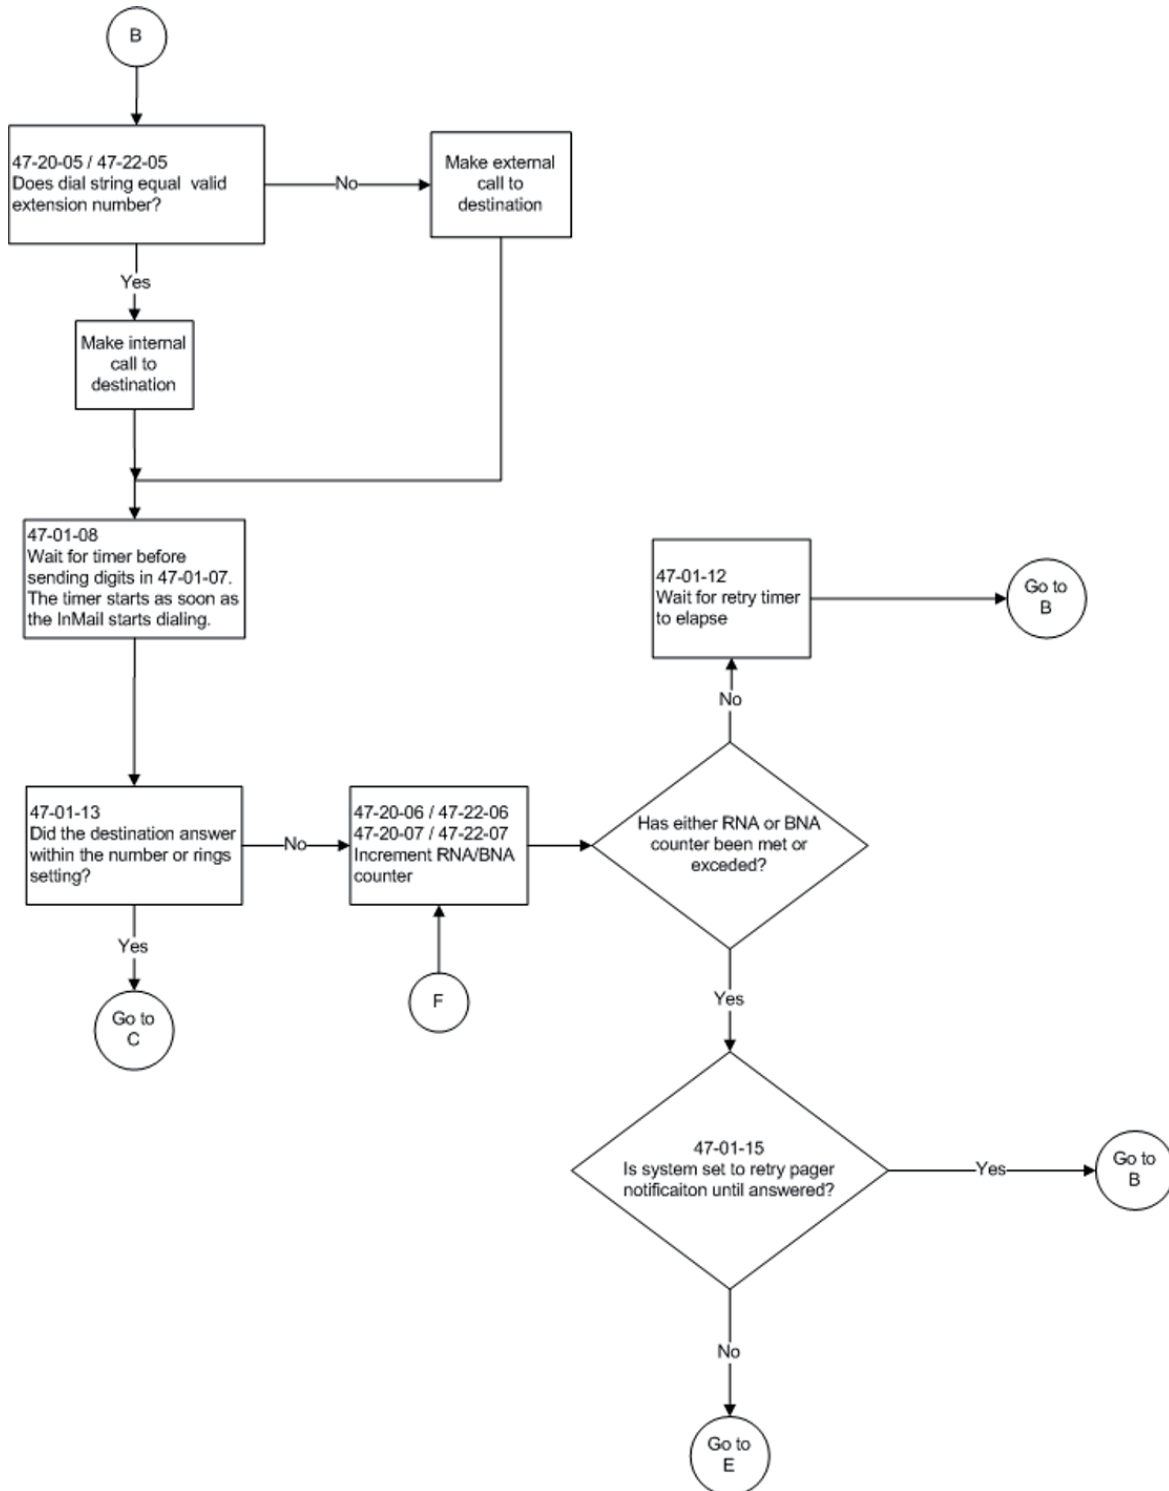 B
47-20-05 / 47-22-05
Does dial string equal valid
extension number?
No
Make external
call to
destination
Yes
Make internal
call to
destination
47-01-08
Wait for timer before
sending digits in 47-01-07.
The timer starts as soon as
the InMail starts dialing.
47-01-12
Wait for retry timer
to elapse
Go to
B
No
47-01-13
Did the destination answer
within the number or rings
setting?
No
47-20-06 / 47-22-06
47-20-07 / 47-22-07
Increment RNA/BNA
counter
Has either RNA or BNA
counter been met or
exceded?
Yes
Go to
C
F
Yes
47-01-15
Is system set to retry pager
notificaiton until answered?
Yes
Go to
B
No
Go to
E